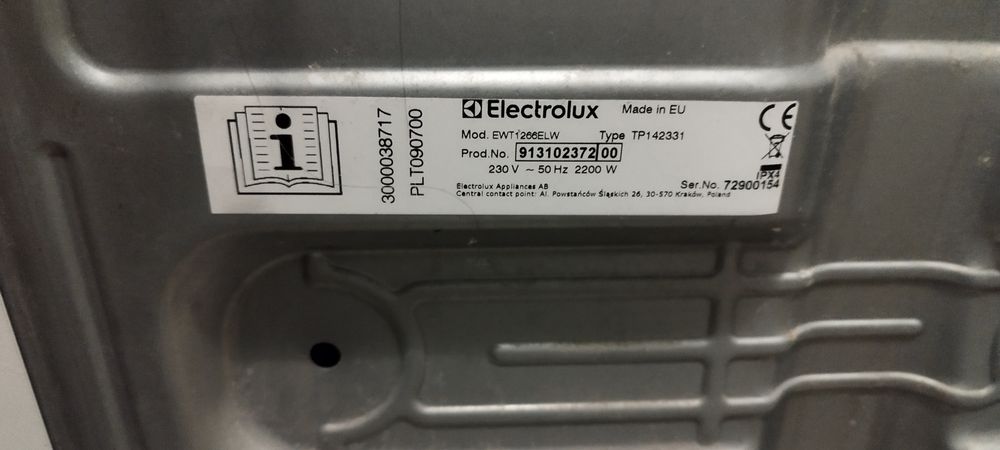 3000038717
PLT090700
Electrolux Made in EU
Mod. EWT1266ELW Type TP142331
Prod.No. 913102372 00
230 V ~ 50 Hz 2200 W
Electrolux Appliances AB
Central contact point: Al. Powstańców Śląskich 26, 30-570 Kraków, Poland
CE
IPX4
Ser.No. 72900154